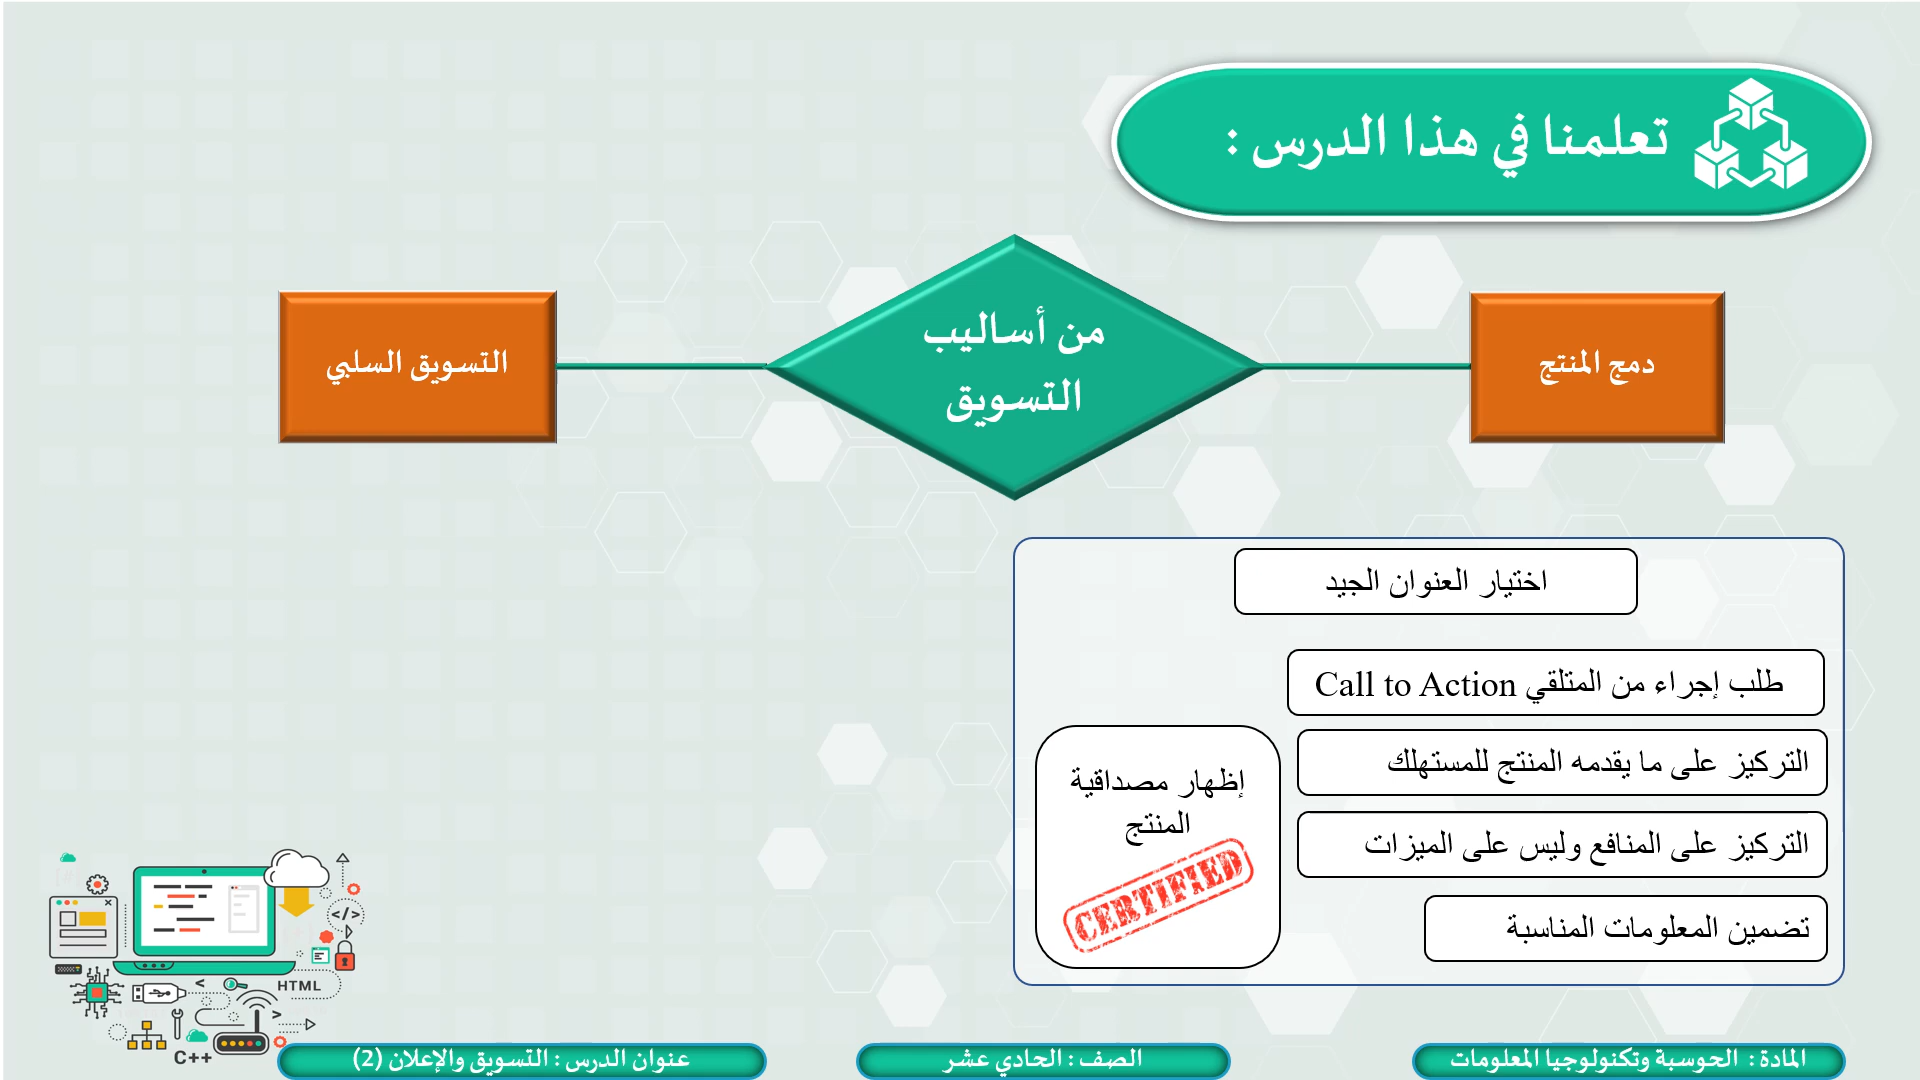 تعلمنا في هذا الدرس :
من أساليب
التسويق
دمج المنتج
التسويق السلبي
اختيار العنوان الجيد
طلب إجراء من المتلقي Call to Action
التركيز على ما يقدمه المنتج للمستهلك
التركيز على المنافع وليس على الميزات
تضمين المعلومات المناسبة
إظهار مصداقية
المنتج
CERTIFIED
</>
HTML
C++
المادة : الحوسبة وتكنولوجيا المعلومات
الصف : الحادي عشر
عنوان الدرس : التسويق والإعلان (2)